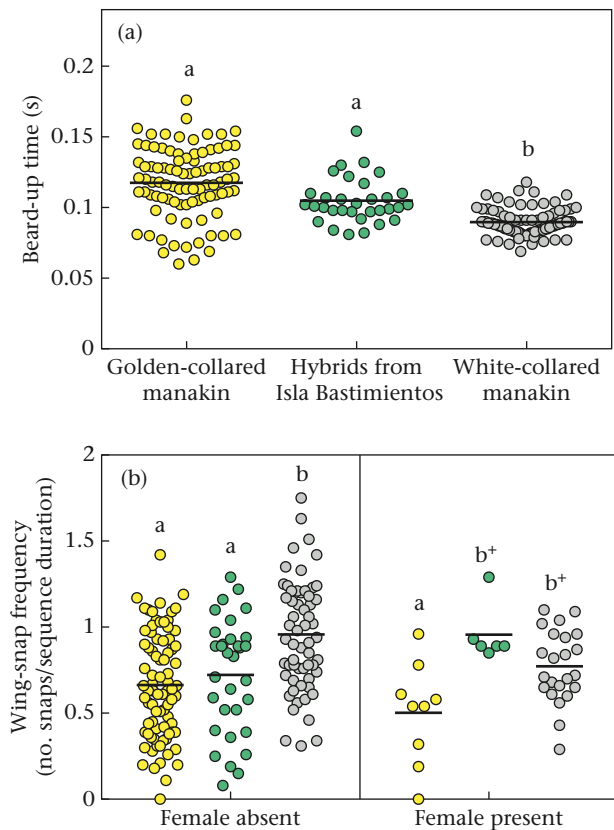 (a)
0.2
0.15
0.1
0.05
0
Beard-up time (s)
a
a
b
Golden-collared manakin
Hybrids from Isla Bastimientos
White-collared manakin
(b)
2
1.5
1
0.5
0
Wing-snap frequency
(no. snaps/sequence duration)
a
a
b
a
b+
b+
Female absent
Female present